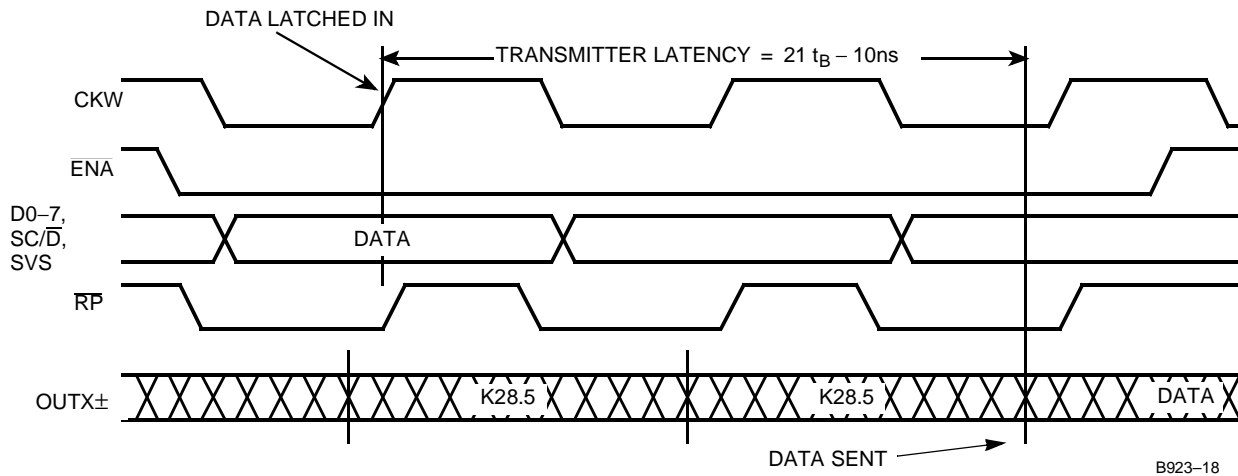 DATA LATCHED IN
TRANSMITTER LATENCY = 21 tB – 10ns
CKW
ENA
D0–7,
SC/D,
SVS
DATA
RP
OUTX±
K28.5
K28.5
DATA
DATA SENT
B923–18